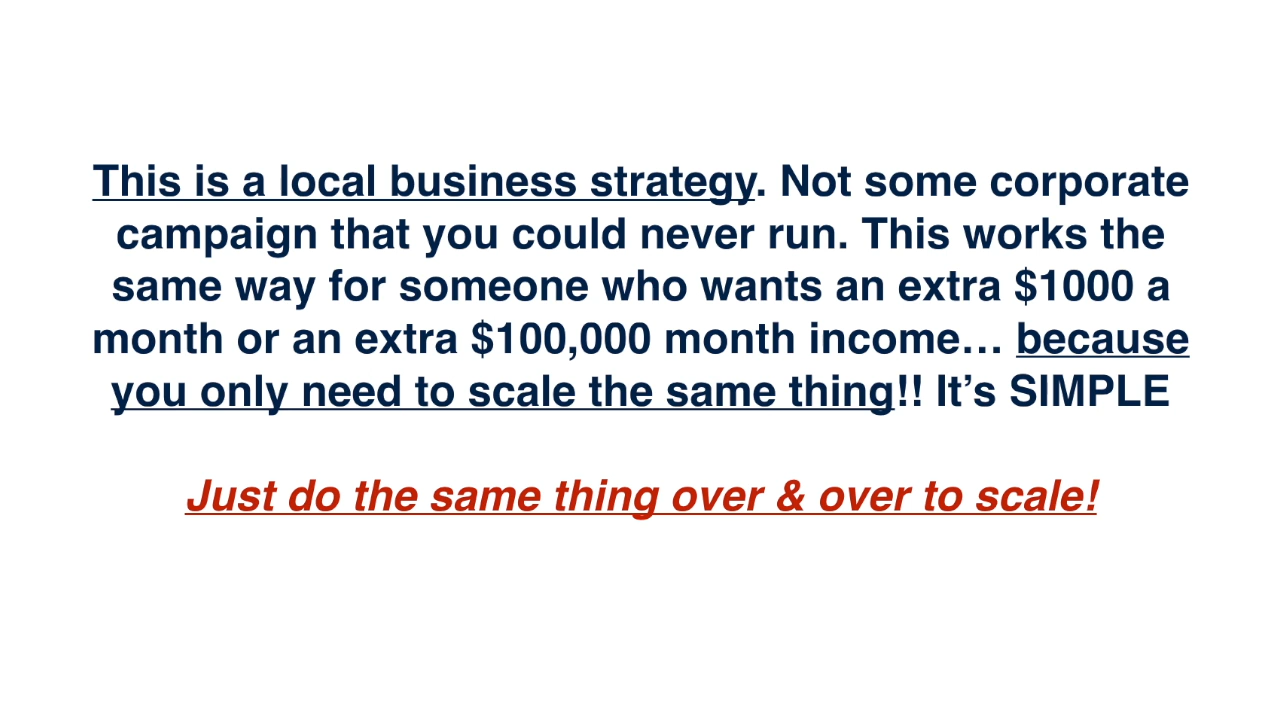 This is a local business strategy. Not some corporate
campaign that you could never run. This works the
same way for someone who wants an extra $1000 a
month or an extra $100,000 month income… because
you only need to scale the same thing!! It’s SIMPLE
Just do the same thing over & over to scale!